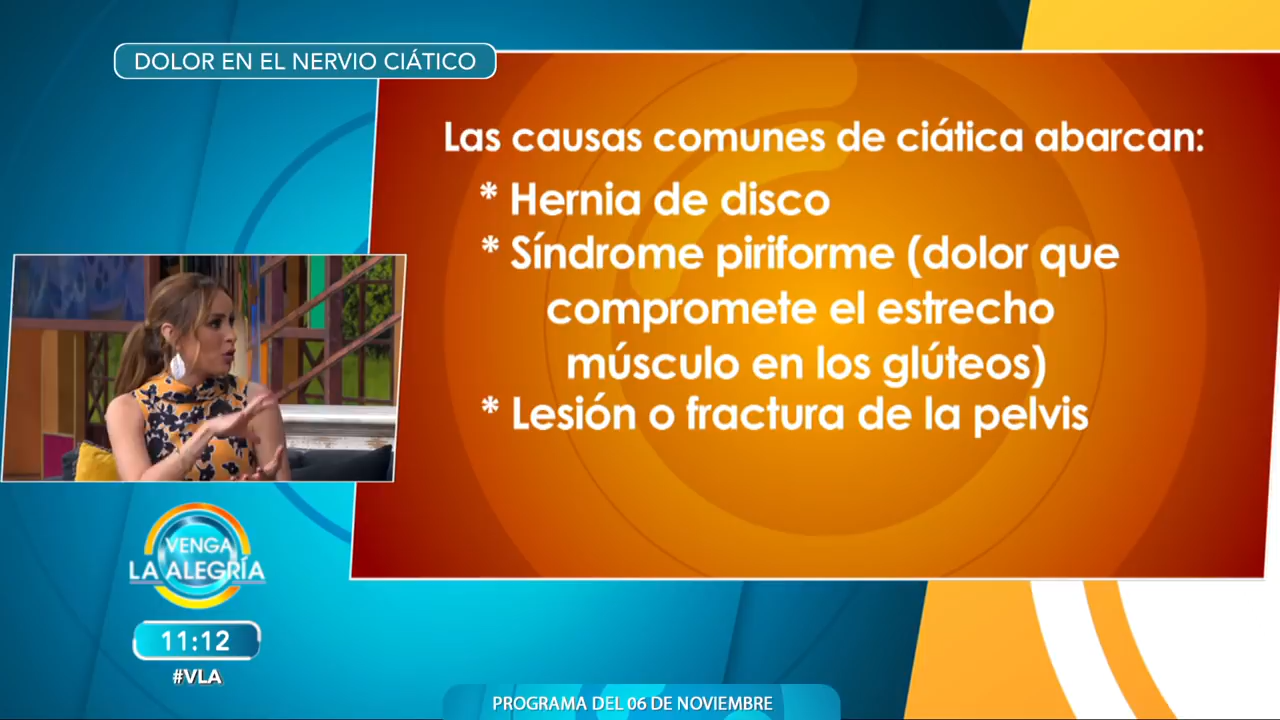 DOLOR EN EL NERVIO CIÁTICO
Las causas comunes de ciática abarcan:
* Hernia de disco
* Síndrome piriforme (dolor que
compromete el estrecho
músculo en los glúteos)
* Lesión o fractura de la pelvis
VENGA
LA ALEGRÍA
11:12
#VLA
PROGRAMA DEL 06 DE NOVIEMBRE